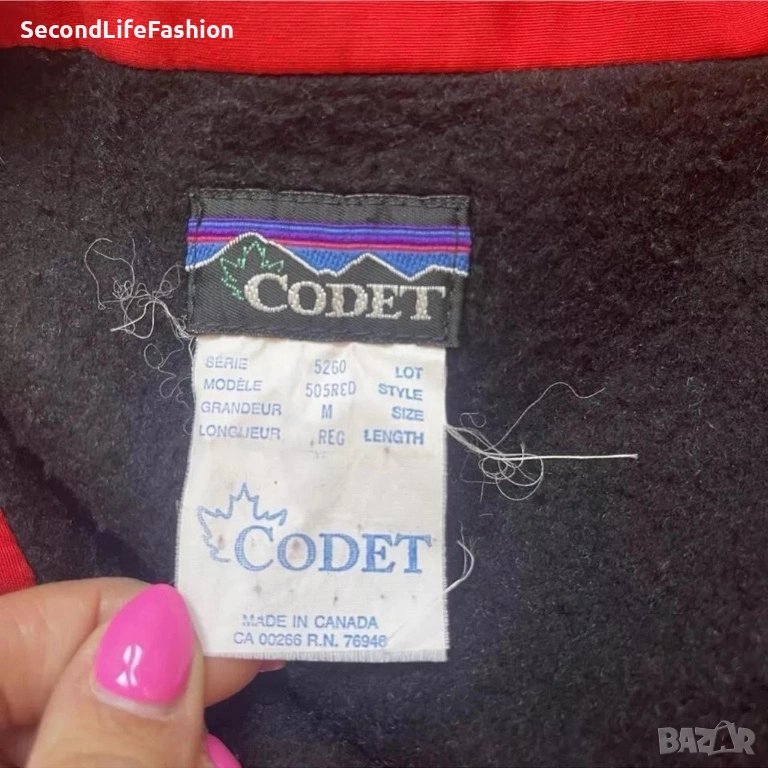 SecondLifeFashion
CODET
SÉRIE 5260 LOT
MODÈLE 505RED STYLE
GRANDEUR M SIZE
LONGUEUR REG LENGTH
CODET
MADE IN CANADA
CA 00266 R.N. 76946
BAZAR